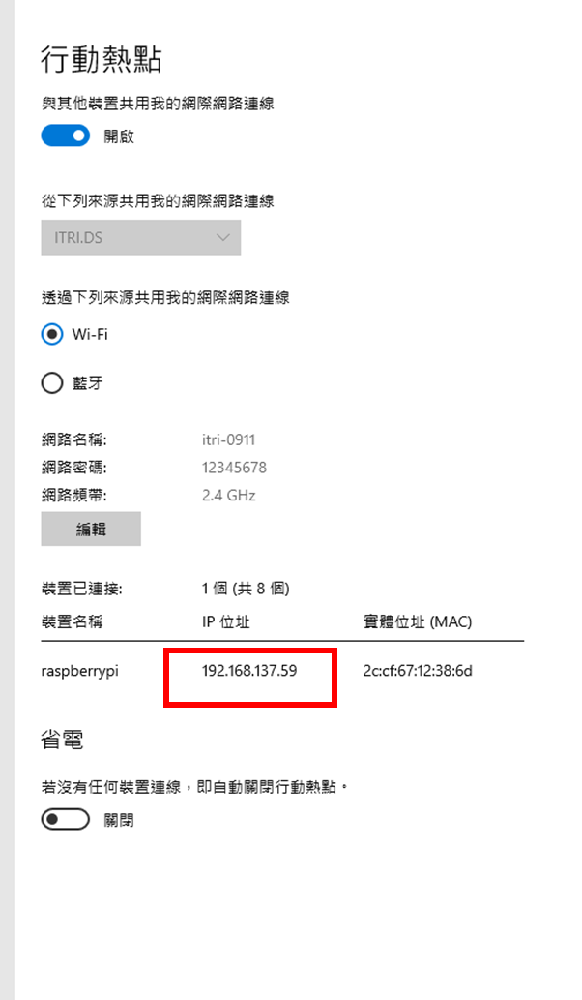 行動熱點
與其他裝置共用我的網際網路連線
開啟
從下列來源共用我的網際網路連線
ITRI.DS
透過下列來源共用我的網際網路連線
Wi-Fi
藍牙
網路名稱: itri-0911
網路密碼: 12345678
網路頻帶: 2.4 GHz
編輯
裝置已連接: 1 個 (共 8 個)
裝置名稱 IP 位址 實體位址 (MAC)
raspberrypi 192.168.137.59 2c:cf:67:12:38:6d
省電
若沒有任何裝置連線，即自動關閉行動熱點。
關閉